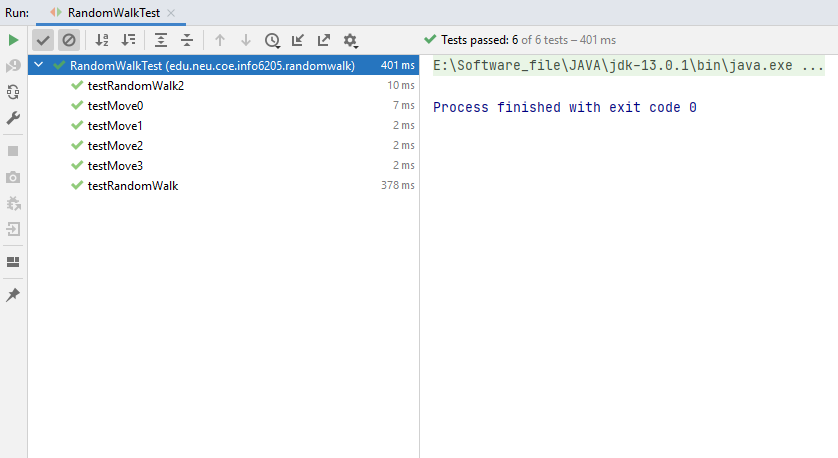 Run: RandomWalkTest
Tests passed: 6 of 6 tests – 401 ms
RandomWalkTest (edu.neu.coe.info6205.randomwalk) 401 ms
testRandomWalk2 10 ms
testMove0 7 ms
testMove1 2 ms
testMove2 2 ms
testMove3 2 ms
testRandomWalk 378 ms
E:\Software_file\JAVA\jdk-13.0.1\bin\java.exe ...
Process finished with exit code 0